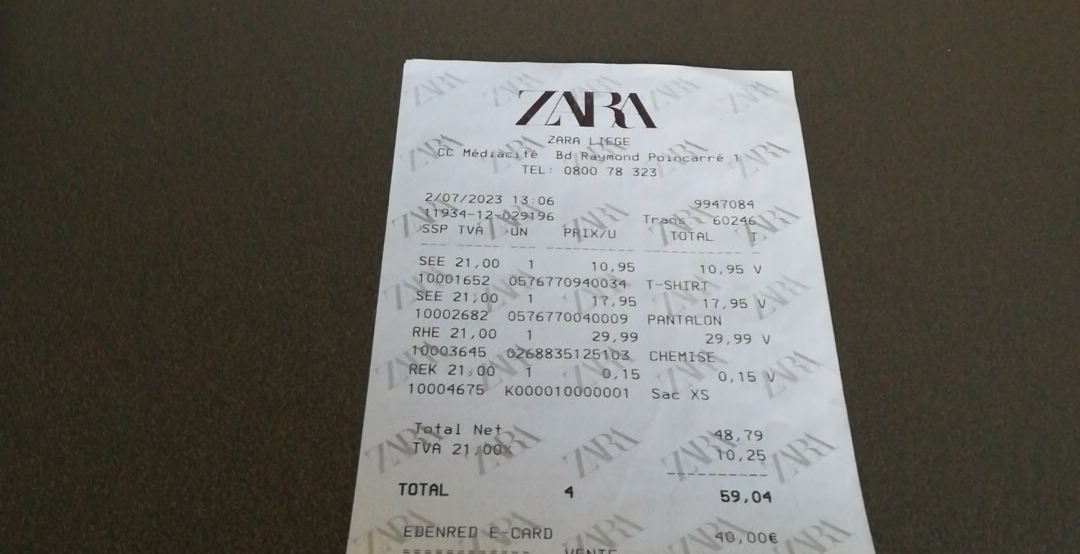 ZARA
ZARA LIEGE
CC Médiacité Bd Raymond Poincarré 1
TEL: 0800 78 323
2/07/2023 13:06 9947084
11934-12-029196 Trans 60246
SSP TVA UN PRIX/U TOTAL T
SEE 21,00 1 10,95 10,95 V
10001652 0576770940034 T-SHIRT
SEE 21,00 1 17,95 17,95 V
10002682 0576770040009 PANTALON
RHE 21,00 1 29,99 29,99 V
10003645 0268835125103 CHEMISE
REK 21,00 1 0,15 0,15 V
10004675 K000010000001 Sac XS
Total Net 48,79
TVA 21,00% 10,25
TOTAL 4 59,04
EDENRED E-CARD 40,00€
VENTE